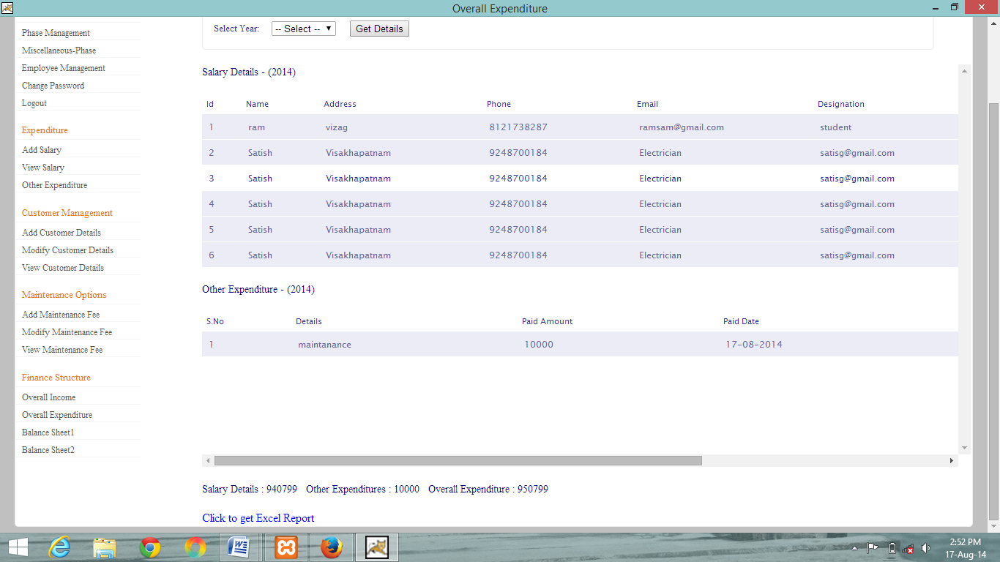 Overall Expenditure
Phase Management
Miscellaneous-Phase
Employee Management
Change Password
Logout
Expenditure
Add Salary
View Salary
Other Expenditure
Customer Management
Add Customer Details
Modify Customer Details
View Customer Details
Maintenance Options
Add Maintenance Fee
Modify Maintenance Fee
View Maintenance Fee
Finance Structure
Overall Income
Overall Expenditure
Balance Sheet1
Balance Sheet2
Select Year: -- Select -- Get Details
Salary Details - (2014)
Id Name Address Phone Email Designation
1 ram vizag 8121738287 ramsam@gmail.com student
2 Satish Visakhapatnam 9248700184 Electrician satisg@gmail.com
3 Satish Visakhapatnam 9248700184 Electrician satisg@gmail.com
4 Satish Visakhapatnam 9248700184 Electrician satisg@gmail.com
5 Satish Visakhapatnam 9248700184 Electrician satisg@gmail.com
6 Satish Visakhapatnam 9248700184 Electrician satisg@gmail.com
Other Expenditure - (2014)
S.No Details Paid Amount Paid Date
1 maintanance 10000 17-08-2014
Salary Details : 940799 Other Expenditures : 10000 Overall Expenditure : 950799
Click to get Excel Report
2:52 PM
17-Aug-14